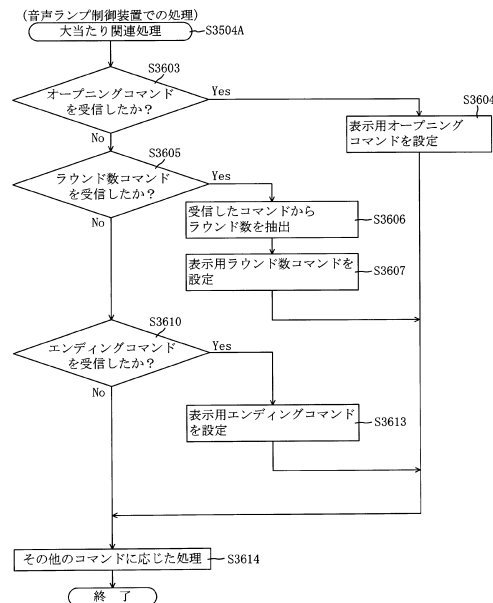 (音声ランプ制御装置での処理)
大当たり関連処理
S3504A
S3603
オープニングコマンド
を受信したか？
Yes
No
S3604
表示用オープニング
コマンドを設定
S3605
ラウンド数コマンド
を受信したか？
Yes
No
受信したコマンドから
ラウンド数を抽出
S3606
表示用ラウンド数コマンドを
設定
S3607
S3610
エンディングコマンド
を受信したか？
Yes
No
表示用エンディングコマンド
を設定
S3613
その他のコマンドに応じた処理
S3614
終 了